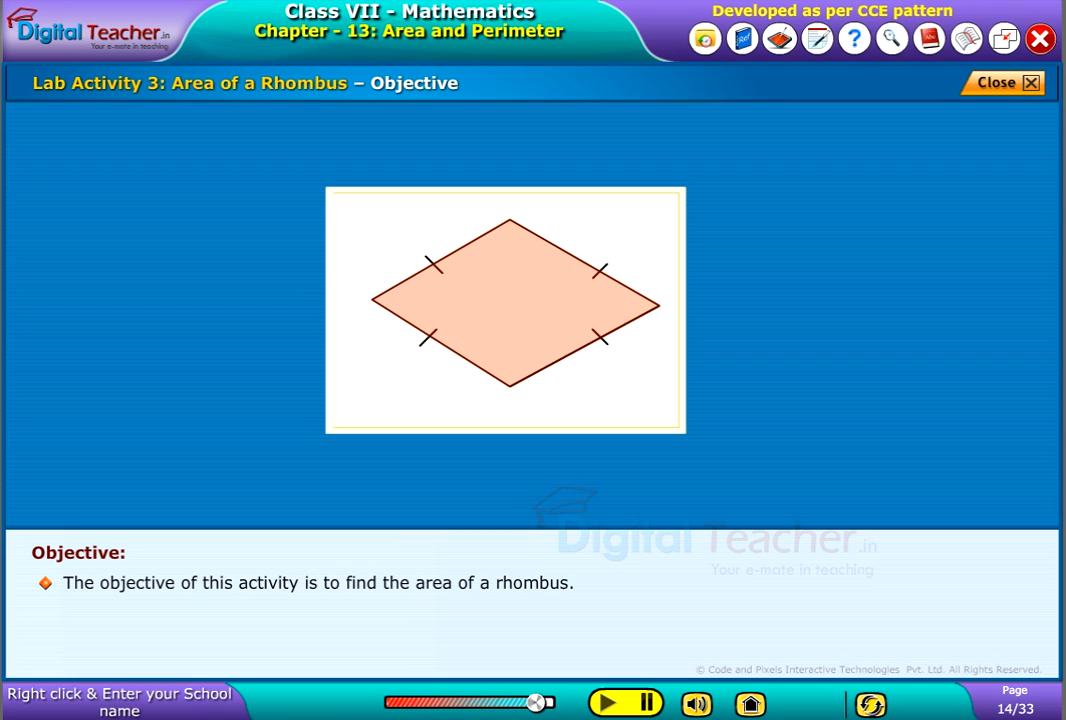 Digital Teacher.in
Your e-mate in teaching
Class VII - Mathematics
Chapter - 13: Area and Perimeter
Developed as per CCE pattern
Ref
?
Abc
Lab Activity 3: Area of a Rhombus – Objective
Close
Digital Teacher.in
Your e-mate in teaching
Objective:
The objective of this activity is to find the area of a rhombus.
© Code and Pixels Interactive Technologies Pvt. Ltd. All Rights Reserved.
Right click & Enter your School
name
Page
14/33